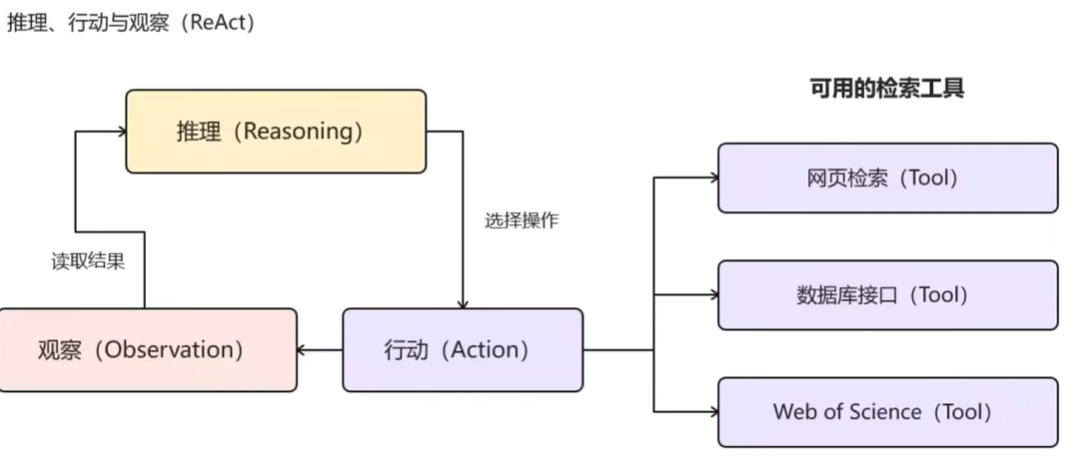 推理、行动与观察（ReAct）
可用的检索工具
推理（Reasoning）
网页检索（Tool）
选择操作
读取结果
数据库接口（Tool）
观察（Observation）
行动（Action）
Web of Science（Tool）